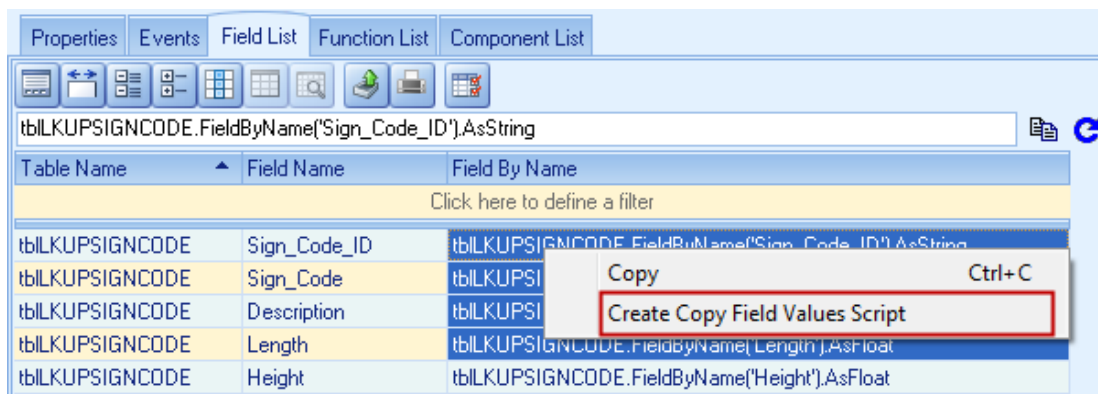 Properties Events Field List Function List Component List
tblLKUPSIGNCODE.FieldByName('Sign_Code_ID').AsString
Table Name Field Name Field By Name
Click here to define a filter
tblLKUPSIGNCODE Sign_Code_ID tblLKUPSIGNCODE.FieldByName('Sign_Code_ID').AsString
tblLKUPSIGNCODE Sign_Code tblLKUPSI Copy Ctrl+C
tblLKUPSIGNCODE Description tblLKUPSI Create Copy Field Values Script
tblLKUPSIGNCODE Length tblLKUPSIGNCODE.FieldByName('Length').AsFloat
tblLKUPSIGNCODE Height tblLKUPSIGNCODE.FieldByName('Height').AsFloat